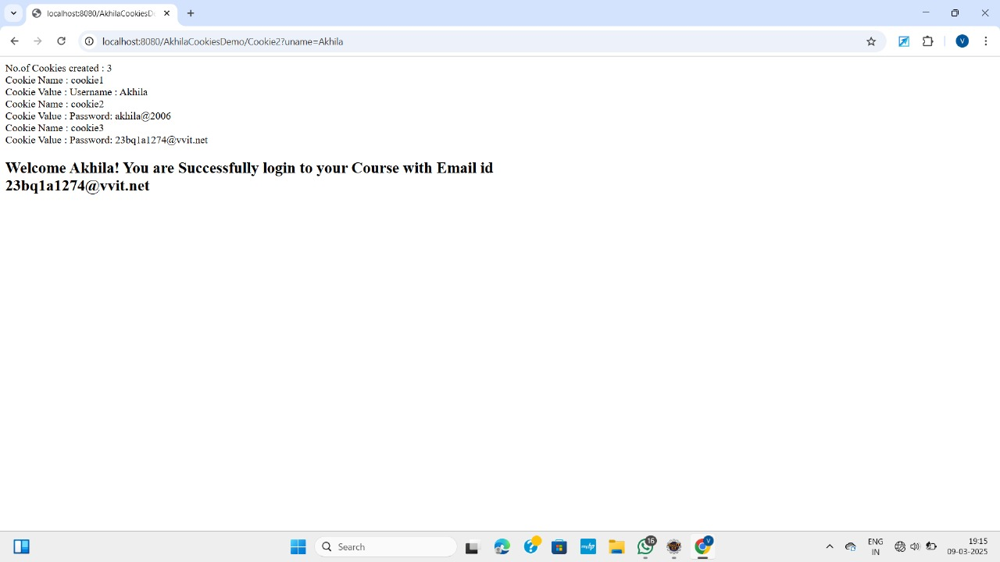 localhost:8080/AkhilaCookiesDe
localhost:8080/AkhilaCookiesDemo/Cookie2?uname=Akhila
V
No.of Cookies created : 3
Cookie Name : cookie1
Cookie Value : Username : Akhila
Cookie Name : cookie2
Cookie Value : Password: akhila@2006
Cookie Name : cookie3
Cookie Value : Password: 23bq1a1274@vvit.net
Welcome Akhila! You are Successfully login to your Course with Email id
23bq1a1274@vvit.net
Search
myhp
16
V
ENG
IN
19:15
09-03-2025